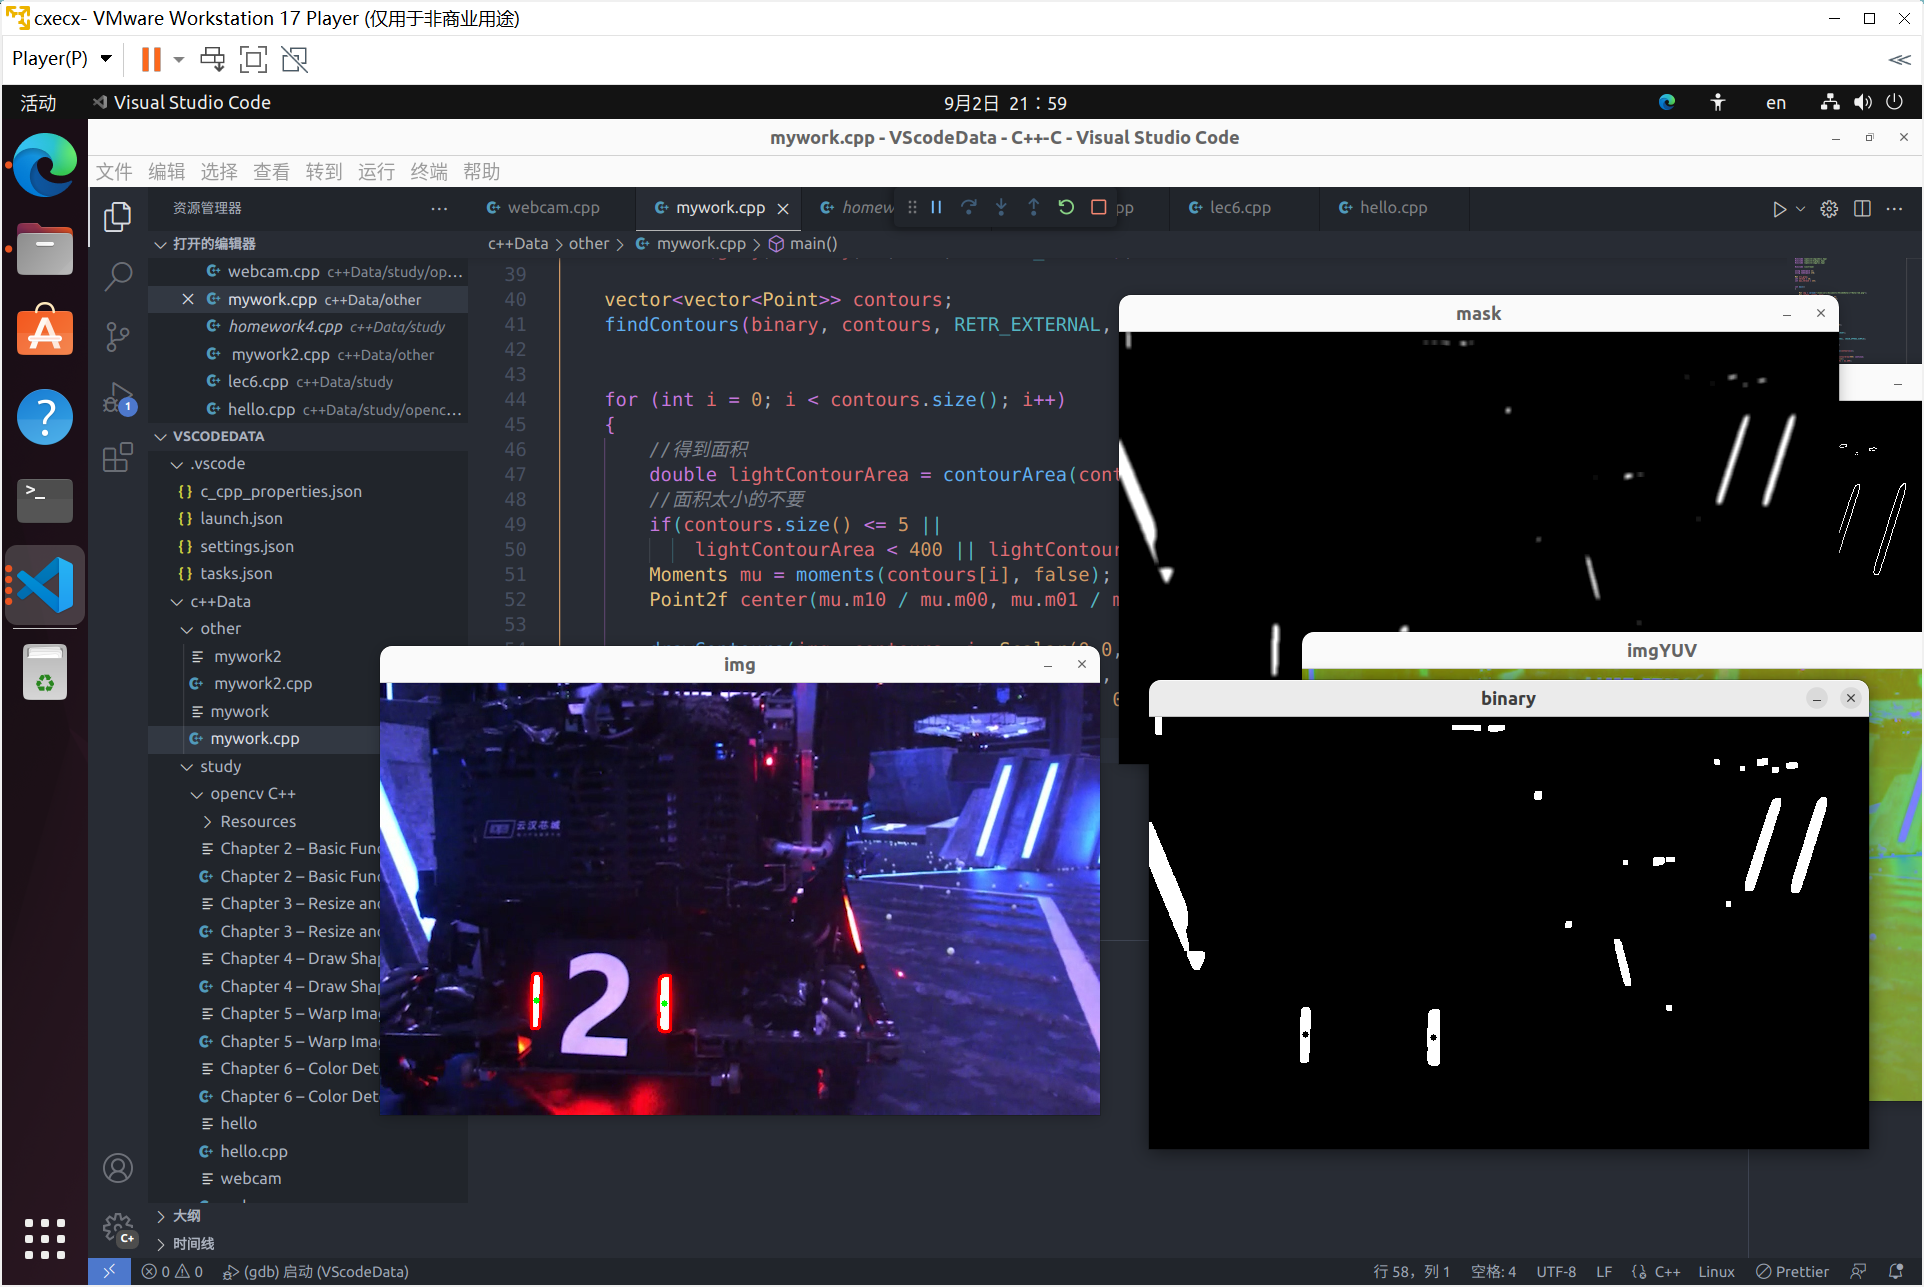 cxecx- VMware Workstation 17 Player (仅用于非商业用途)
Player(P)
活动
Visual Studio Code
9月2日 21：59
en
mywork.cpp - VScodeData - C++-C - Visual Studio Code
文件 编辑 选择 查看 转到 运行 终端 帮助
资源管理器
webcam.cpp
mywork.cpp
homew
pp
lec6.cpp
hello.cpp
c++Data > other > mywork.cpp > main()
打开的编辑器
webcam.cpp c++Data/study/op...
mywork.cpp c++Data/other
homework4.cpp c++Data/study
mywork2.cpp c++Data/other
lec6.cpp c++Data/study
hello.cpp c++Data/study/openc...
VSCODEDATA
.vscode
c_cpp_properties.json
launch.json
settings.json
tasks.json
c++Data
other
mywork2
mywork2.cpp
mywork
mywork.cpp
study
opencv C++
Resources
Chapter 2 – Basic Func
Chapter 2 – Basic Func
Chapter 3 – Resize and
Chapter 3 – Resize and
Chapter 4 – Draw Shap
Chapter 4 – Draw Shap
Chapter 5 – Warp Imag
Chapter 5 – Warp Imag
Chapter 6 – Color Det
Chapter 6 – Color Det
hello
hello.cpp
webcam
大纲
时间线
39
40 vector<vector<Point>> contours;
41 findContours(binary, contours, RETR_EXTERNAL,
42
43
44 for (int i = 0; i < contours.size(); i++)
45 {
46 //得到面积
47 double lightContourArea = contourArea(cont
48 //面积太小的不要
49 if(contours.size() <= 5 ||
50 lightContourArea < 400 || lightContour
51 Moments mu = moments(contours[i], false);
52 Point2f center(mu.m10 / mu.m00, mu.m01 / m
53
mask
imgYUV
img
binary
2
1
C+
0 0 (gdb) 启动 (VScodeData)
行 58，列 1 空格: 4 UTF-8 LF C++ Linux Prettier